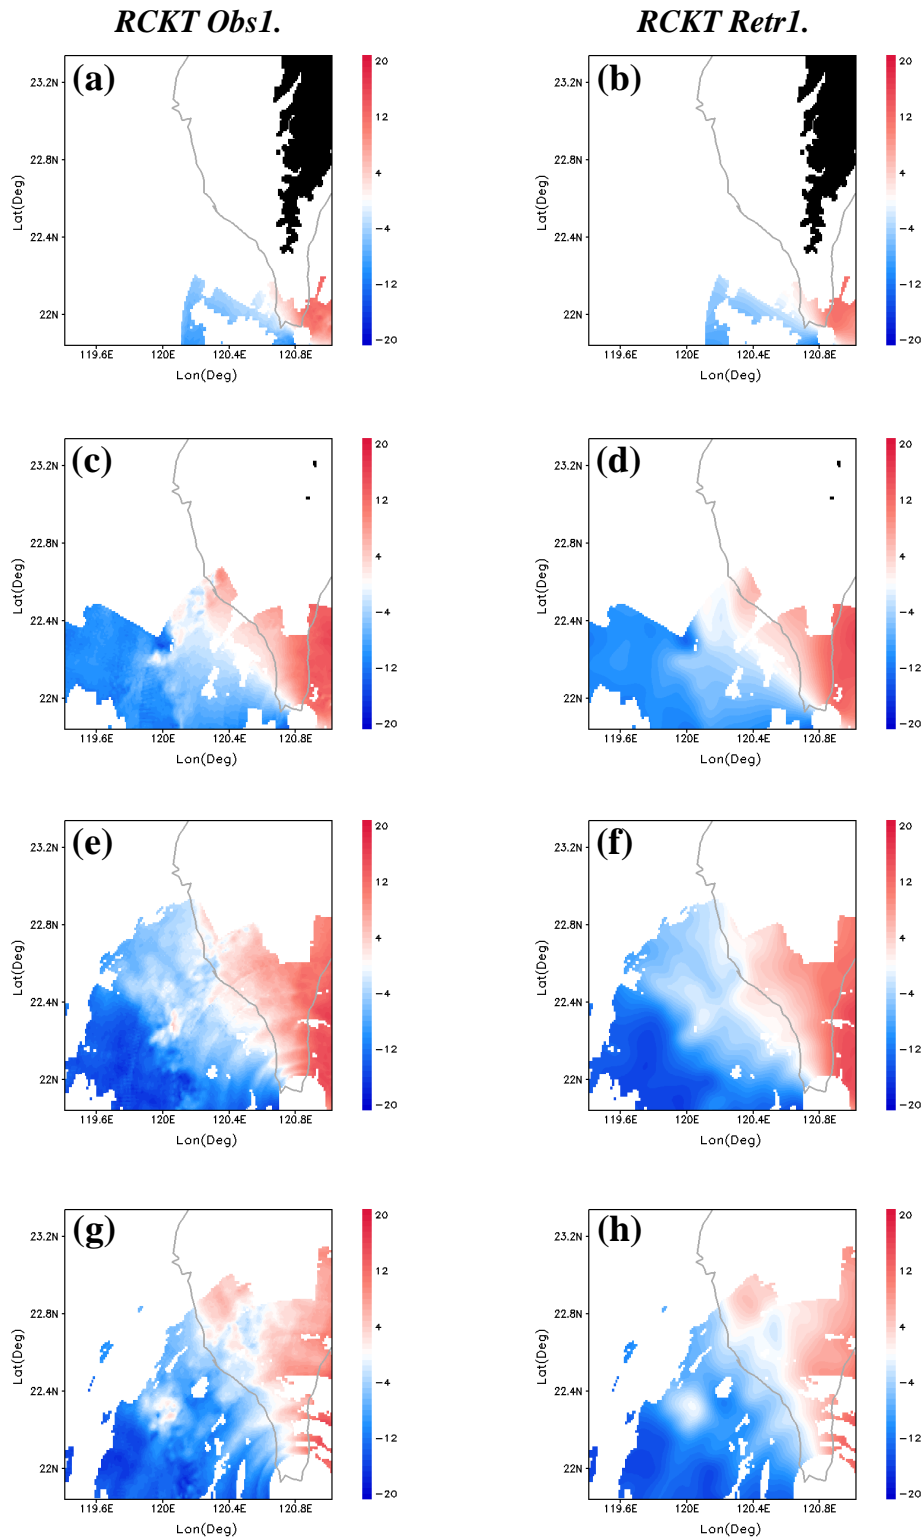 RCKT Obs1. RCKT Retr1.
(a) (b)
20 20
23.2N 23.2N
12 12
22.8N 22.8N
4 4
Lat(Deg) Lat(Deg)
22.4N 22.4N
−4 −4
−12 −12
22N 22N
−20 −20
119.6E 120E 120.4E 120.8E 119.6E 120E 120.4E 120.8E
Lon(Deg) Lon(Deg)
(c) (d)
20 20
23.2N 23.2N
12 12
22.8N 22.8N
4 4
Lat(Deg) Lat(Deg)
22.4N 22.4N
−4 −4
−12 −12
22N 22N
−20 −20
119.6E 120E 120.4E 120.8E 119.6E 120E 120.4E 120.8E
Lon(Deg) Lon(Deg)
(e) (f)
20 20
23.2N 23.2N
12 12
22.8N 22.8N
4 4
Lat(Deg) Lat(Deg)
22.4N 22.4N
−4 −4
−12 −12
22N 22N
−20 −20
119.6E 120E 120.4E 120.8E 119.6E 120E 120.4E 120.8E
Lon(Deg) Lon(Deg)
(g) (h)
20 20
23.2N 23.2N
12 12
22.8N 22.8N
4 4
Lat(Deg) Lat(Deg)
22.4N 22.4N
−4 −4
−12 −12
22N 22N
−20 −20
119.6E 120E 120.4E 120.8E 119.6E 120E 120.4E 120.8E
Lon(Deg) Lon(Deg)